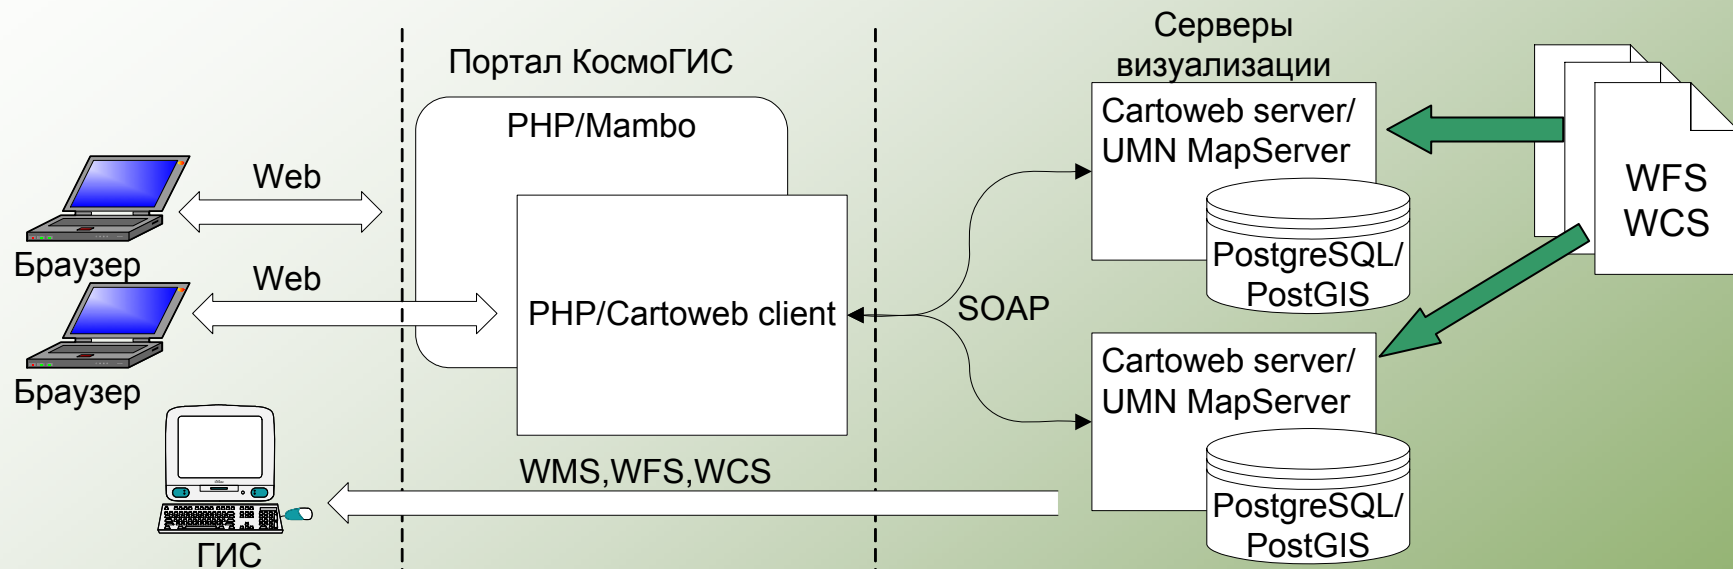 Портал КосмоГИС
Серверы
визуализации
PHP/Mambo
Cartoweb server/
UMN MapServer
WFS
WCS
Web
Браузер
PostgreSQL/
PostGIS
Web
PHP/Cartoweb client
SOAP
Браузер
Cartoweb server/
UMN MapServer
WMS,WFS,WCS
PostgreSQL/
PostGIS
ГИС